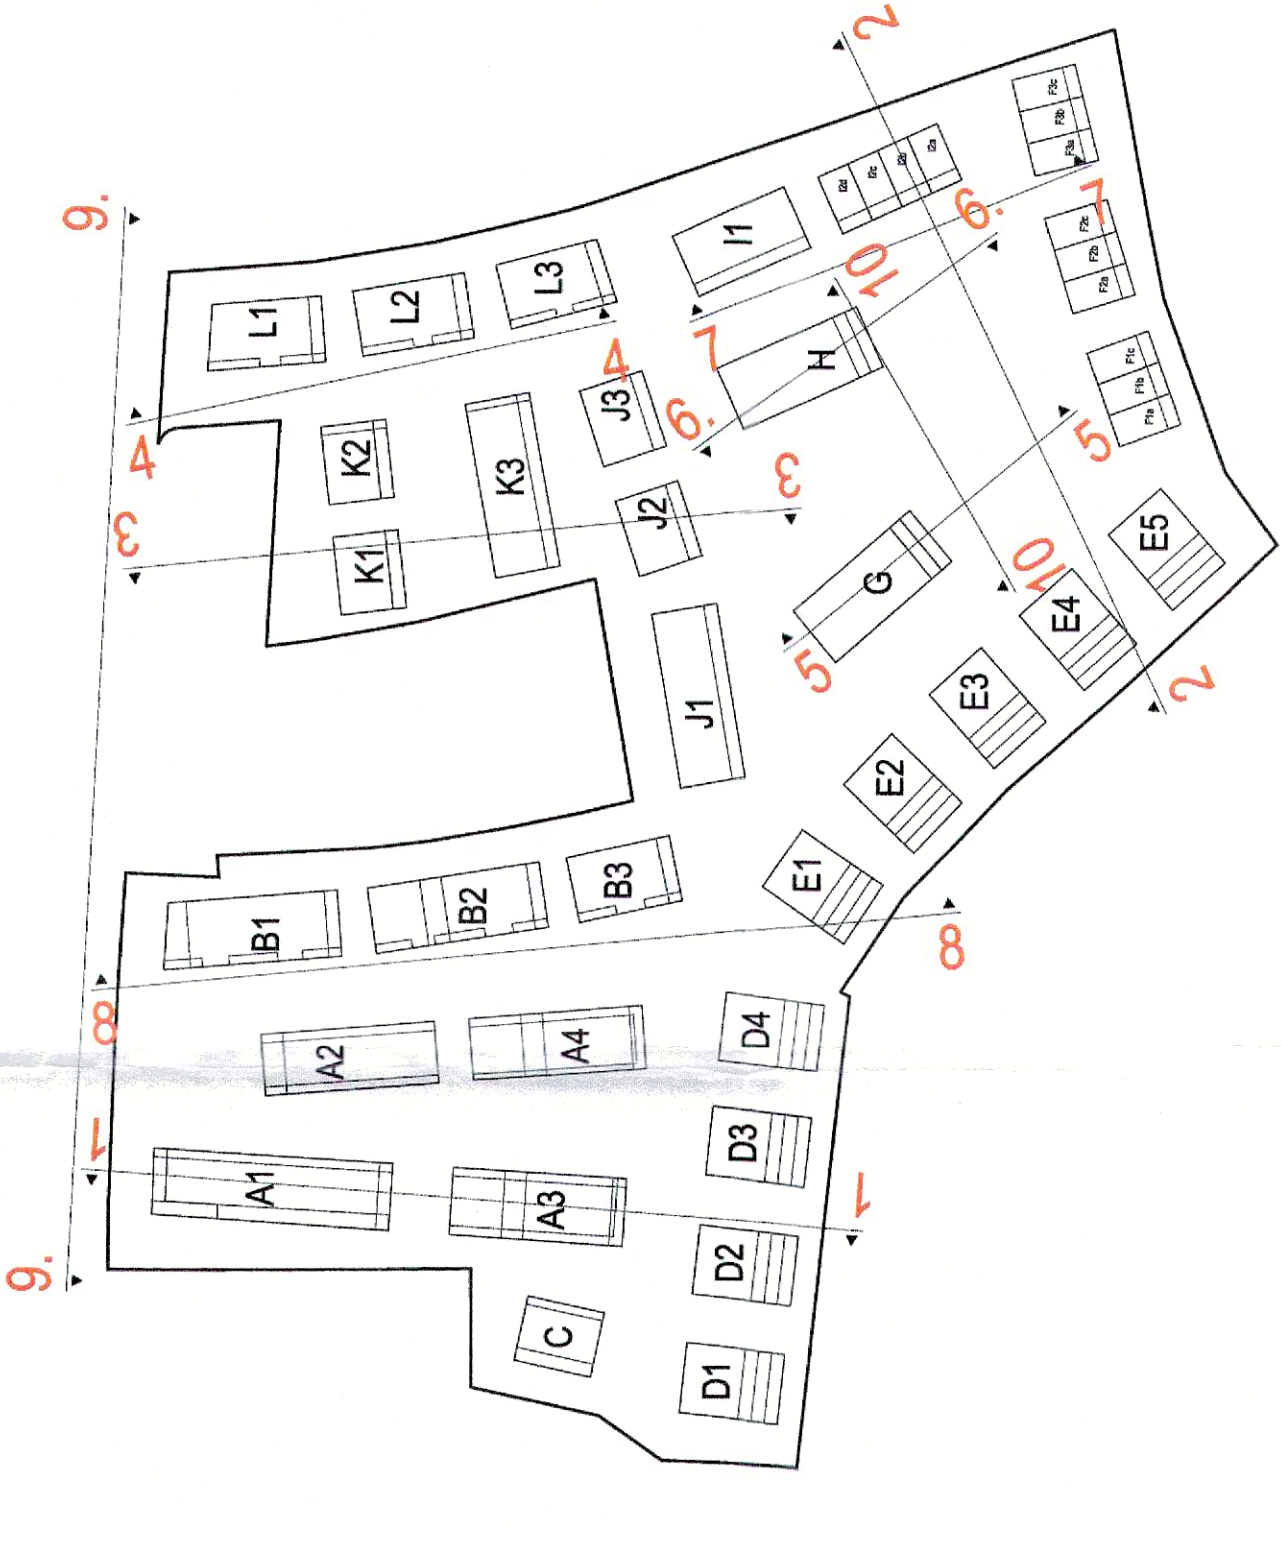 2
9.
F3c
F3b
F3a
I2a
I2b
I2c
I2d
6.
7
I1
10
F2c
F2b
F2a
L1
L2
L3
4
7
H
F1c
F1b
F1a
J3
6.
5
4
K2
K3
3
J2
E5
3
K1
10
G
E4
5
2
E3
J1
E2
E1
B3
B2
B1
8
8
D4
A4
A2
1
D3
A1
A3
1
D2
9.
C
D1